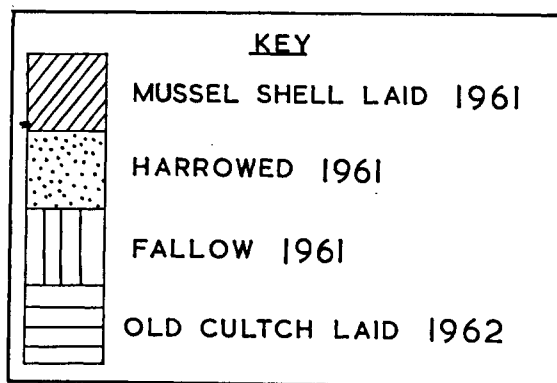 KEY
MUSSEL SHELL LAID 1961
HARROWED 1961
FALLOW 1961
OLD CULTCH LAID 1962